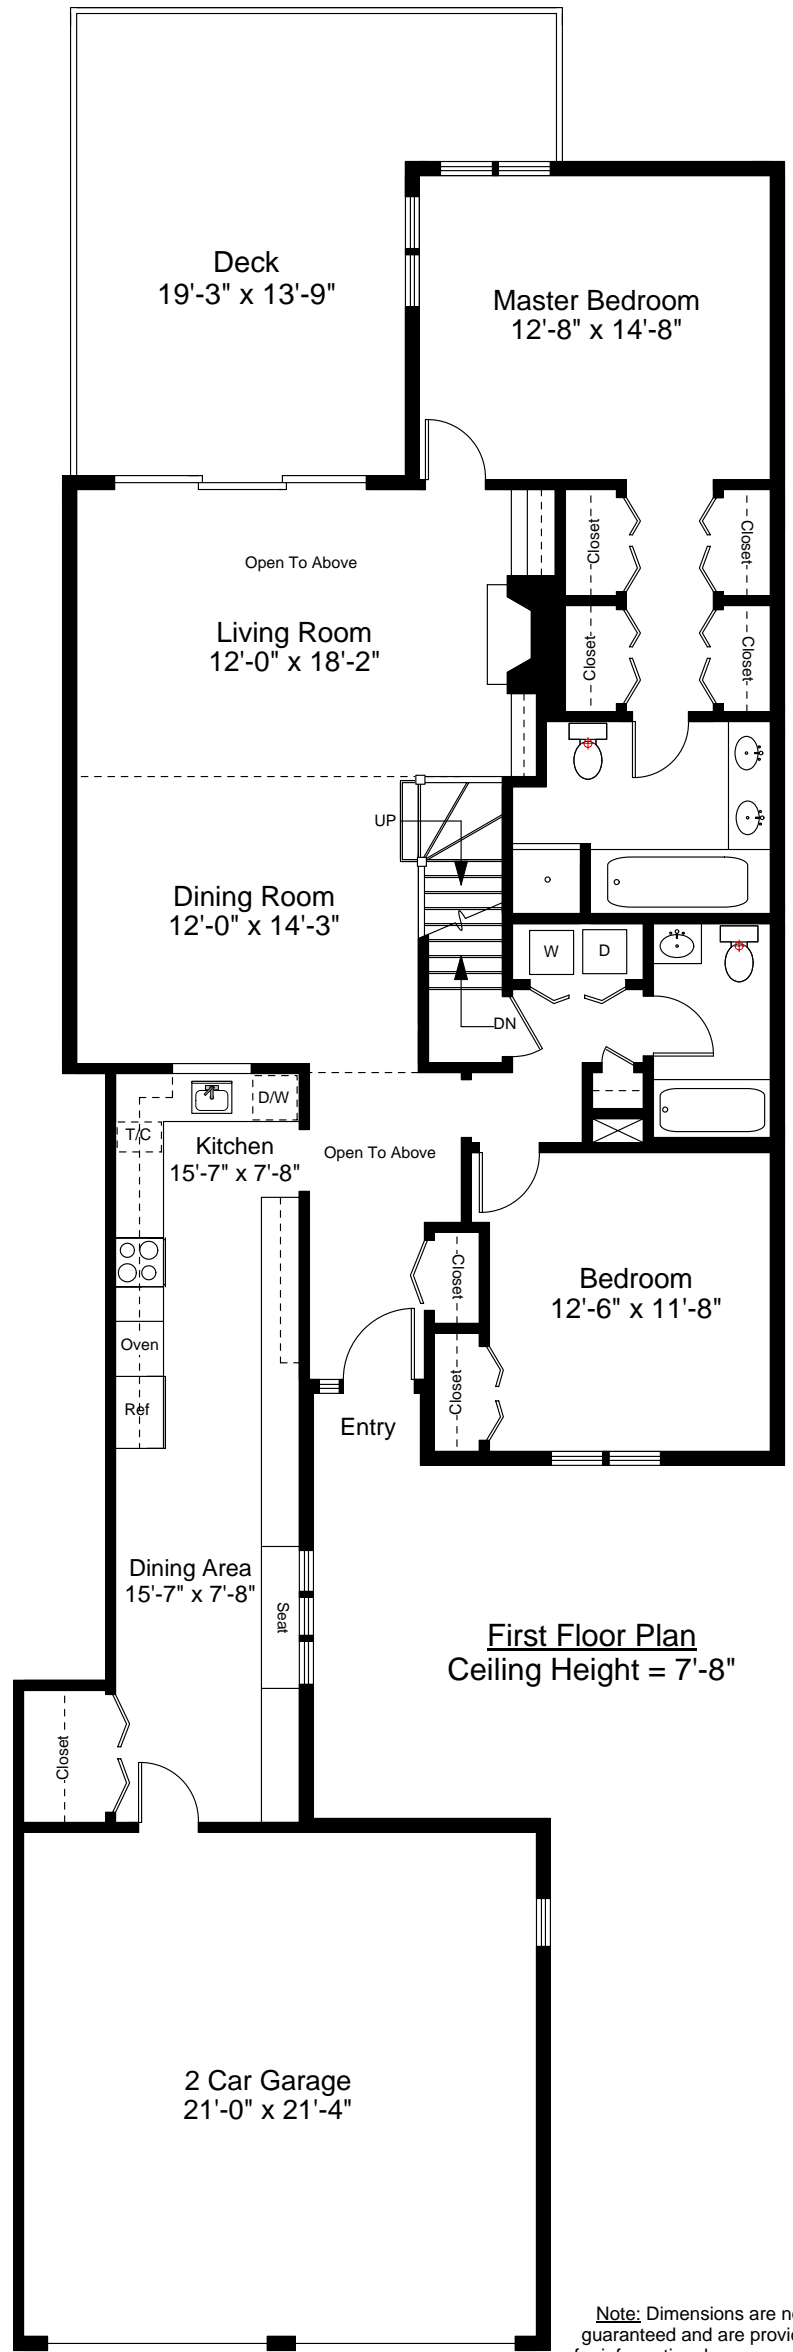 Deck
19'-3" x 13'-9"
Master Bedroom
12'-8" x 14'-8"
Open To Above
Living Room
12'-0" x 18'-2"
Closet
Closet
Closet
Closet
UP
Dining Room
12'-0" x 14'-3"
W
D
DN
D/W
T/C
Kitchen
15'-7" x 7'-8"
Open To Above
Closet
Bedroom
12'-6" x 11'-8"
Oven
Ref
Closet
Entry
Dining Area
15'-7" x 7'-8"
Seat
First Floor Plan
Ceiling Height = 7'-8"
Closet
2 Car Garage
21'-0" x 21'-4"
Note: Dimensions are
guaranteed and are